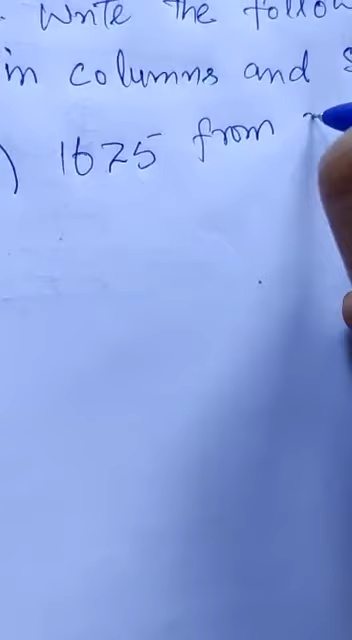 . Write the follow
in columns and S
) 1675 from